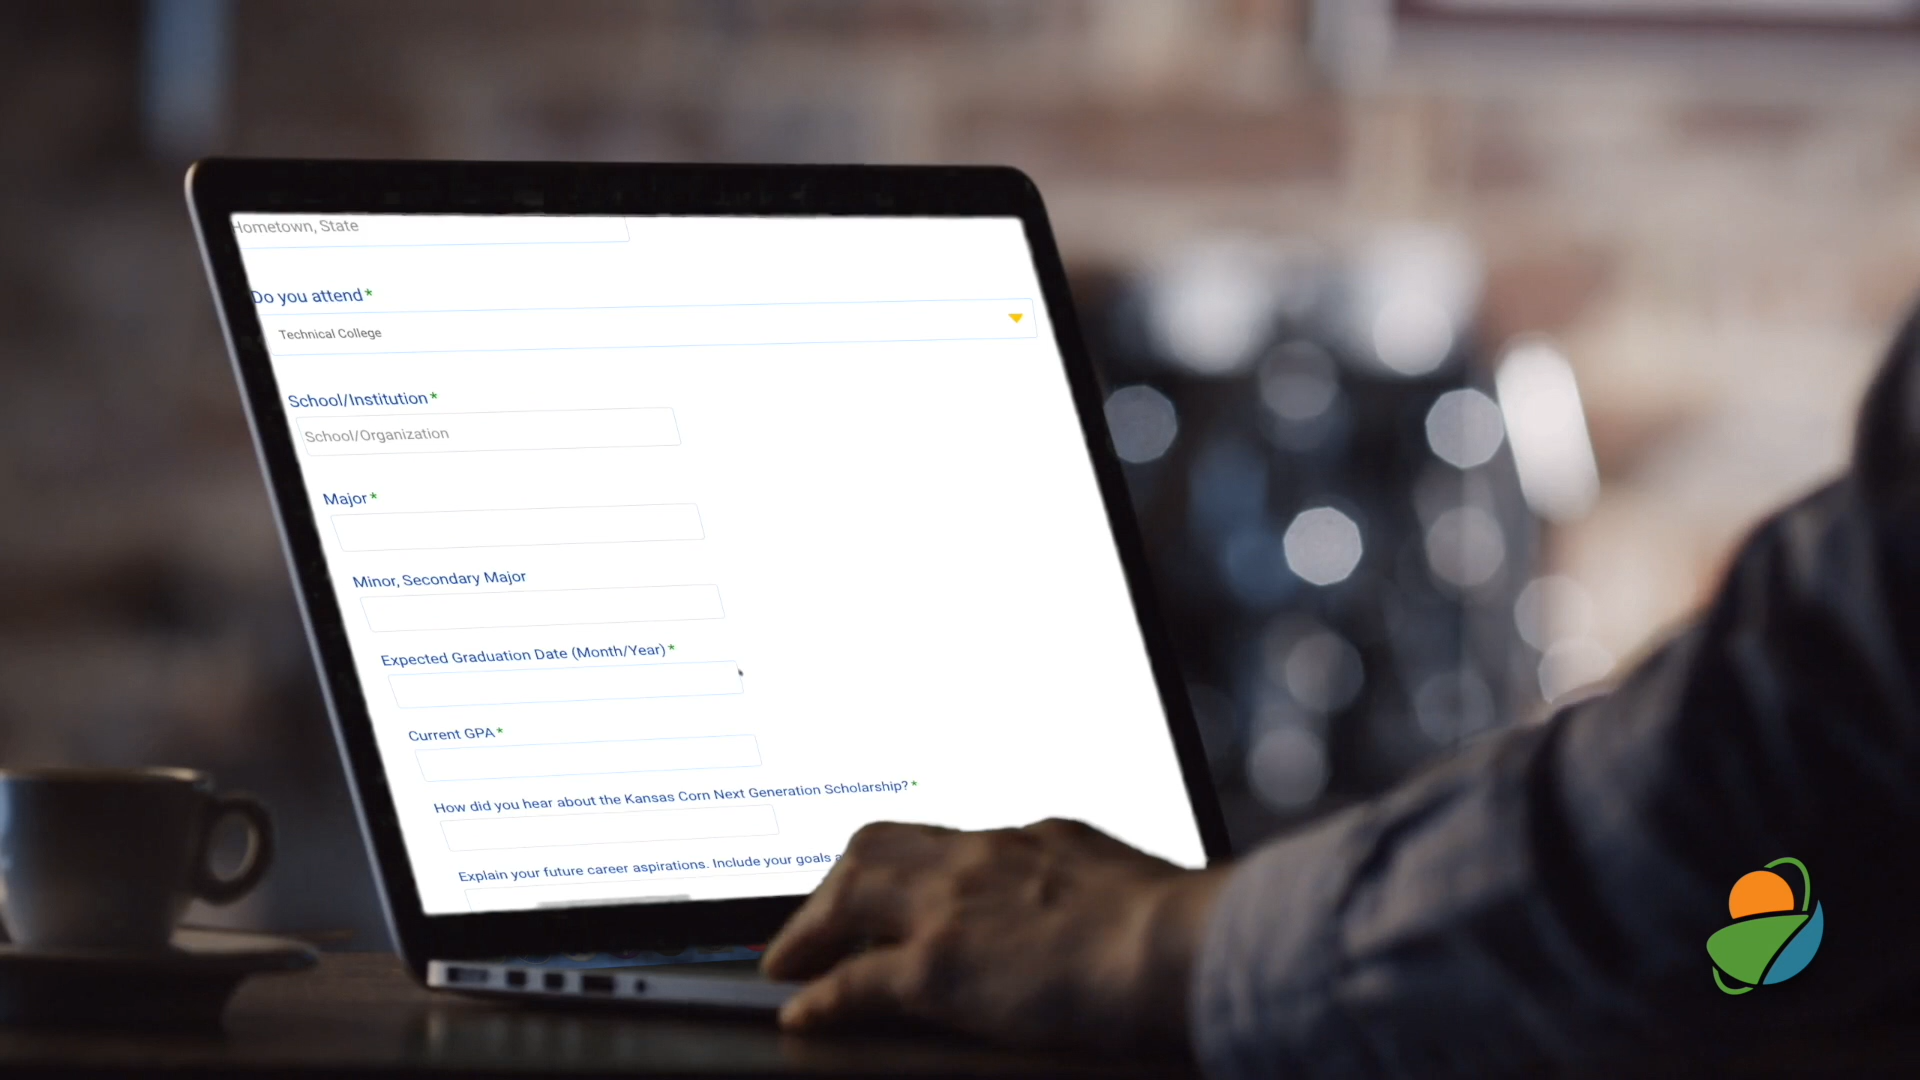 Hometown, State
Do you attend*
Technical College
School/Institution*
School/Organization
Major*
Minor, Secondary Major
Expected Graduation Date (Month/Year)*
Current GPA*
How did you hear about the Kansas Corn Next Generation Scholarship?*
Explain your future career aspirations. Include your goals